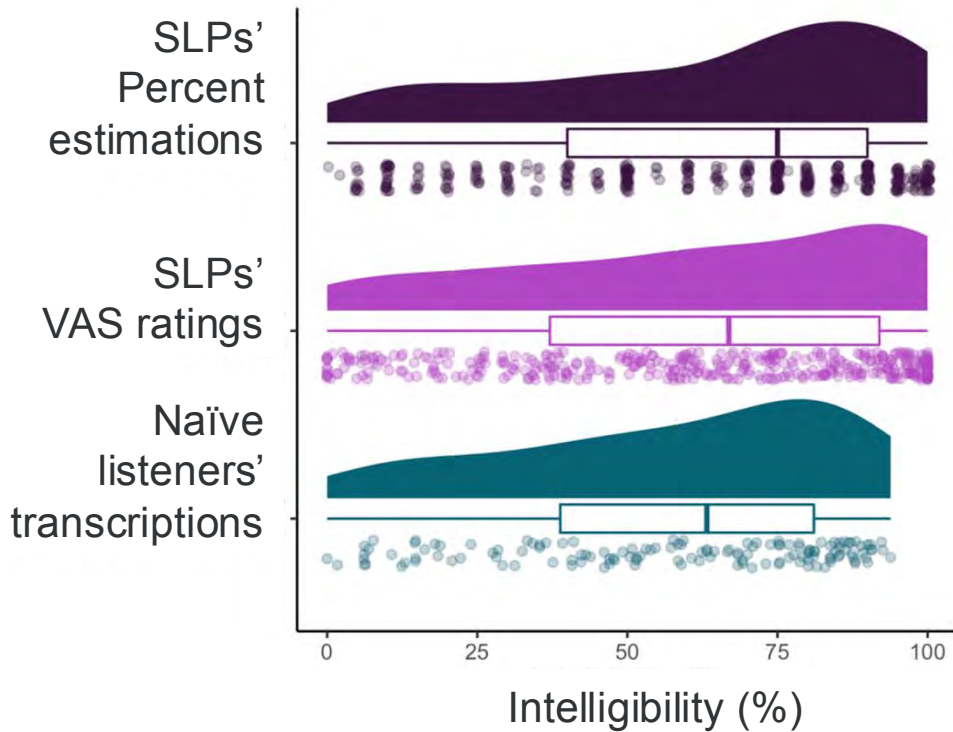 SLPs’
Percent
estimations
SLPs’
VAS ratings
Naïve
listeners’
transcriptions
0 25 50 75 100
Intelligibility (%)